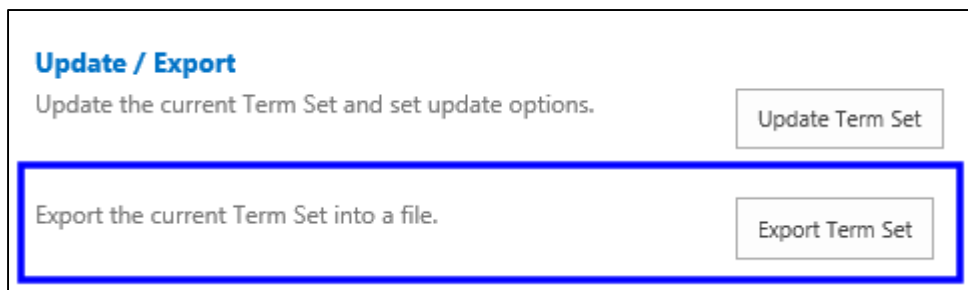 Update / Export
Update the current Term Set and set update options.
Update Term Set
Export the current Term Set into a file.
Export Term Set